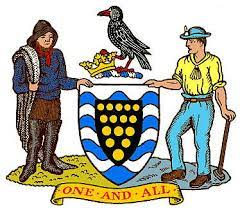 ONE · AND · ALL